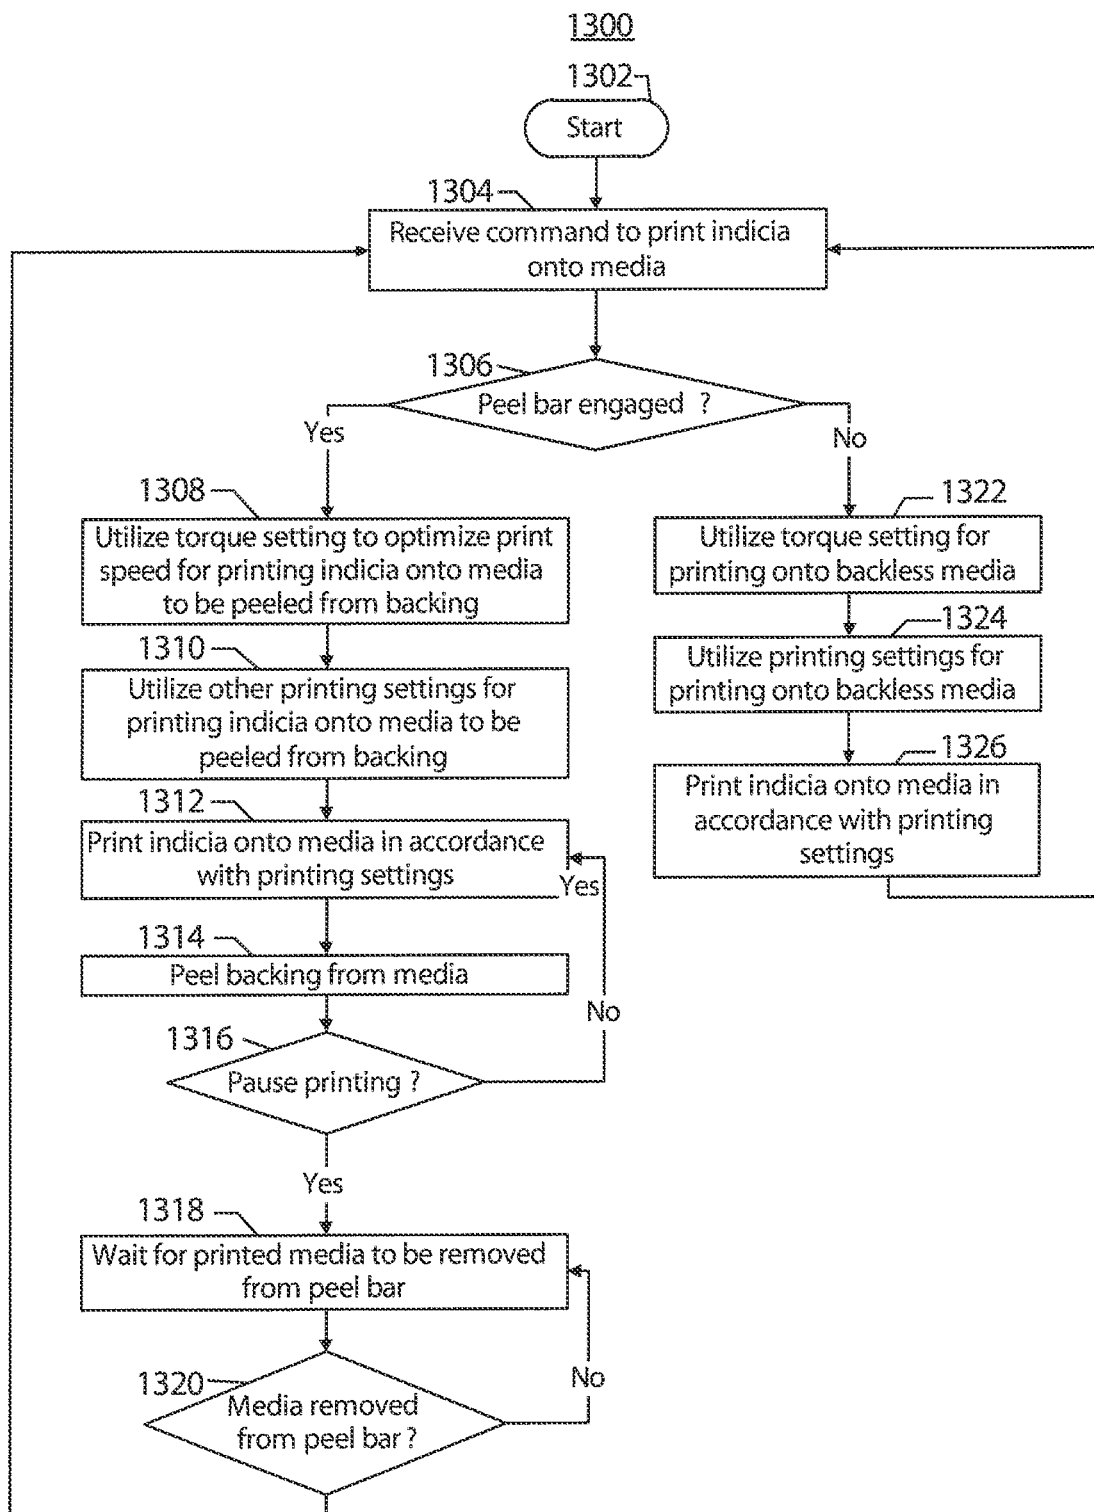 1300
1302
Start
1304
Receive command to print indicia
onto media
1306
Peel bar engaged ?
Yes
No
1308
Utilize torque setting to optimize print
speed for printing indicia onto media
to be peeled from backing
1322
Utilize torque setting for
printing onto backless media
1310
Utilize other printing settings for
printing indicia onto media to be
peeled from backing
1324
Utilize printing settings for
printing onto backless media
1312
Print indicia onto media in accordance
with printing settings
Yes
1326
Print indicia onto media in
accordance with printing
settings
1314
Peel backing from media
No
1316
Pause printing ?
Yes
1318
Wait for printed media to be removed
from peel bar
No
1320
Media removed
from peel bar ?